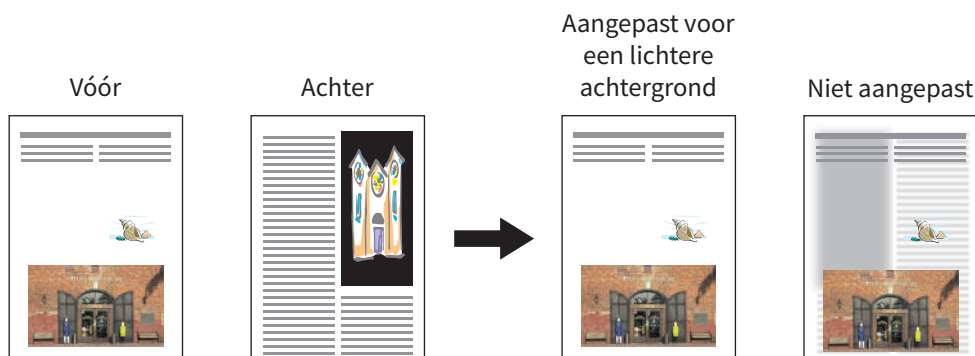 Vóór
Achter
Aangepast voor
een lichtere
achtergrond
Niet aangepast